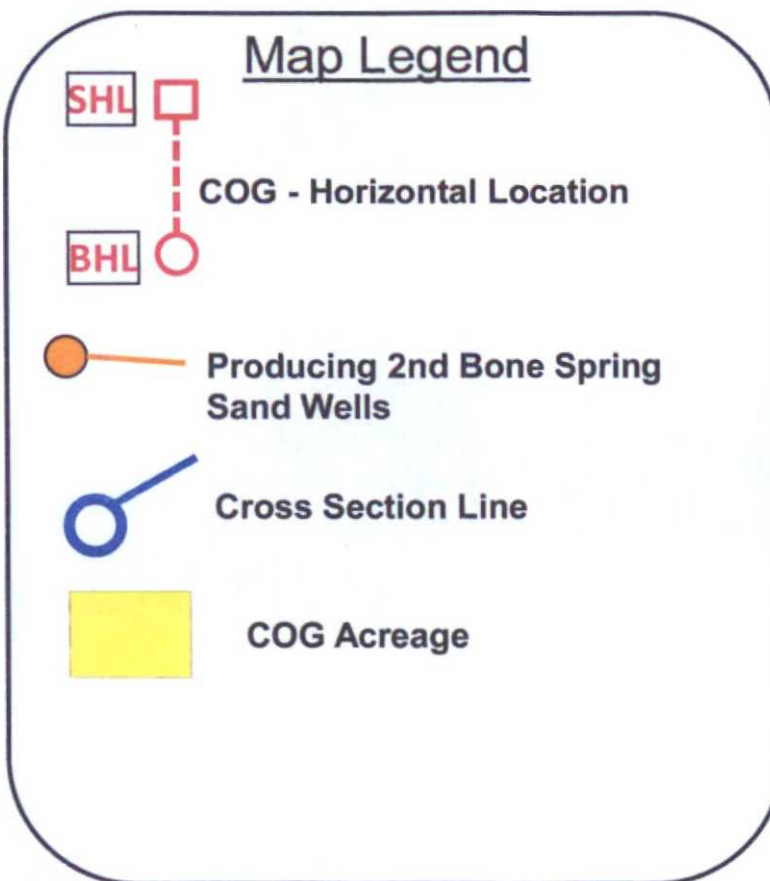 Map Legend
SHL
COG - Horizontal Location
BHL
Producing 2nd Bone Spring
Sand Wells
Cross Section Line
COG Acreage